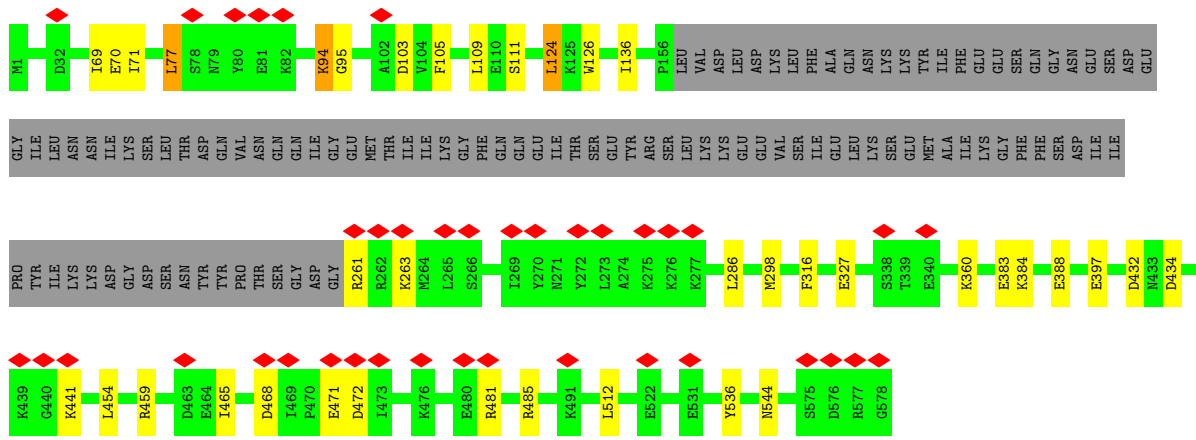 M1 D32 I69 E70 I71 L77 S78 N79 Y80 E81 K82 K94 G95 A102 D103 V104 F105 L109 E110 S111 L124 K125 W126 I136 P156 LEU VAL ASP LEU ASP LYS LEU PHE ALA GLN ASN LYS LYS TYR ILE PHE GLU GLU SER GLN GLY ASN GLU SER ASP GLU
GLY ILE LEU ASN ASN ILE LYS SER LEU THR ASP GLN VAL ASN GLN GLN ILE GLY GLU MET THR ILE ILE LYS GLY PHE GLN GLN GLU ILE THR SER GLU TYR ARG SER LEU LYS LYS GLU GLU VAL SER ILE GLU LEU LYS SER GLU MET ALA ILE LYS GLY PHE PHE SER ASP ILE ILE
PRO TYR ILE LYS LYS ASP GLY ASP SER ASN TYR TYR PRO THR SER GLY ASP GLY R261 R262 K263 M264 L265 S266 I269 Y270 N271 Y272 L273 A274 K275 K276 K277 L286 M298 F316 E327 S338 T339 E340 K360 E383 K384 E388 E397 D432 N433 D434
K439 G440 K441 L454 R459 D463 E464 I465 D468 I469 P470 E471 D472 I473 K476 E480 R481 R485 K491 L512 E522 E531 Y536 N544 S575 D576 R577 G578